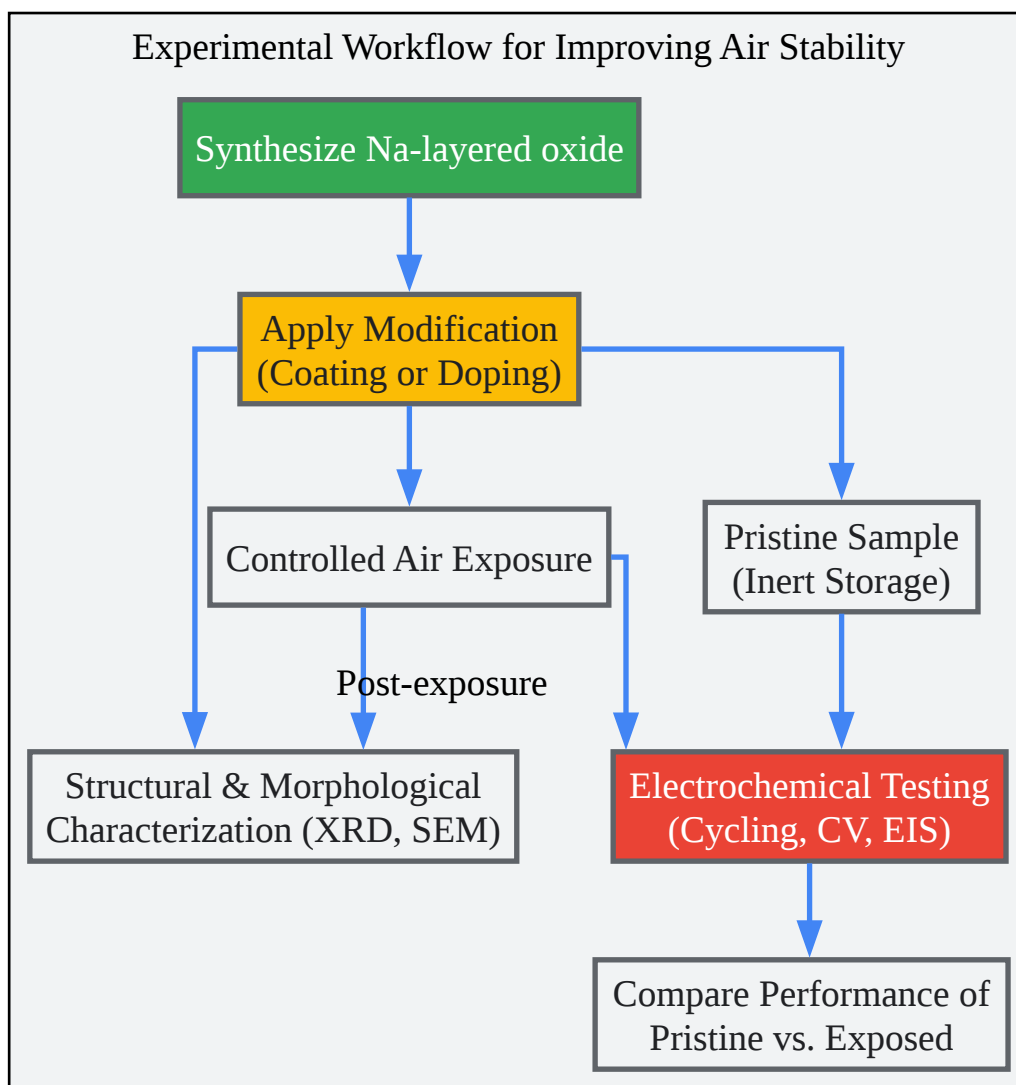 Experimental Workflow for Improving Air Stability
Synthesize Na-layered oxide
Apply Modification
(Coating or Doping)
Controlled Air Exposure
Pristine Sample
(Inert Storage)
Post-exposure
Structural & Morphological
Characterization (XRD, SEM)
Electrochemical Testing
(Cycling, CV, EIS)
Compare Performance of
Pristine vs. Exposed